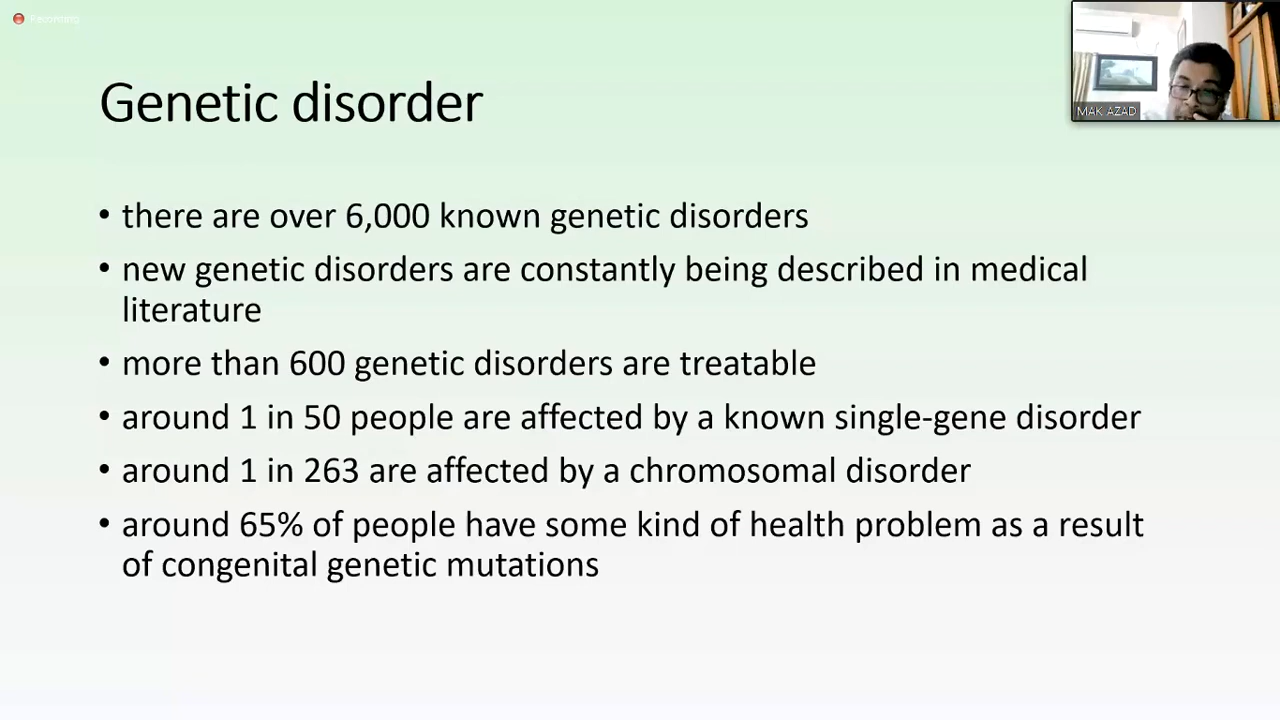 Recording
Genetic disorder
MAK AZAD
• there are over 6,000 known genetic disorders
• new genetic disorders are constantly being described in medical
literature
• more than 600 genetic disorders are treatable
• around 1 in 50 people are affected by a known single-gene disorder
• around 1 in 263 are affected by a chromosomal disorder
• around 65% of people have some kind of health problem as a result
of congenital genetic mutations